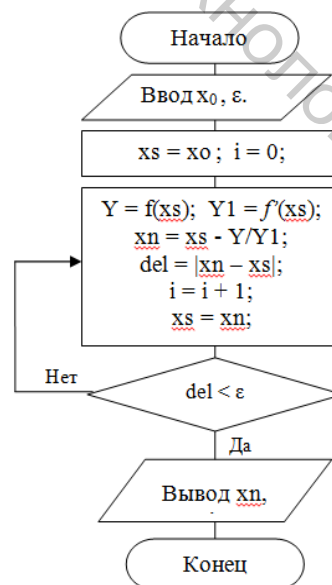 Начало
Ввод x₀ , ε.
xs = xo ; i = 0;
Y = f(xs); Y1 = f'(xs);
xn = xs - Y/Y1;
del = |xn – xs|;
i = i + 1;
xs = xn;
Нет
del < ε
Да
Вывод xn,
Конец